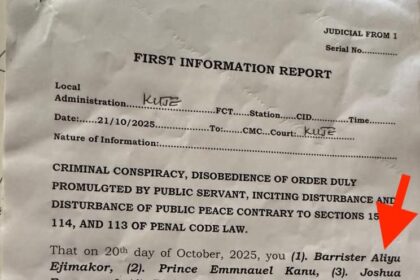 JUDICIAL FROM 1
Serial No..............
FIRST INFORMATION REPORT
Local
Administration......KUJE......FCT.....Station......CID..........Time........
Date:.....21/10/2025............To:.......CMC...Court: KUJE
Nature of Information:
CRIMINAL CONSPIRACY, DISOBEDIENCE OF ORDER DULY
PROMULGTED BY PUBLIC SERVANT, INCITING DISTURBANCE AND
DISTURBANCE OF PUBLIC PEACE CONTRARY TO SECTIONS 15
114, AND 113 OF PENAL CODE LAW.
That on 20th day of October, 2025, you (1). Barrister Aliyu
Ejimakor, (2). Prince Emmnauel Kanu, (3). Joshua